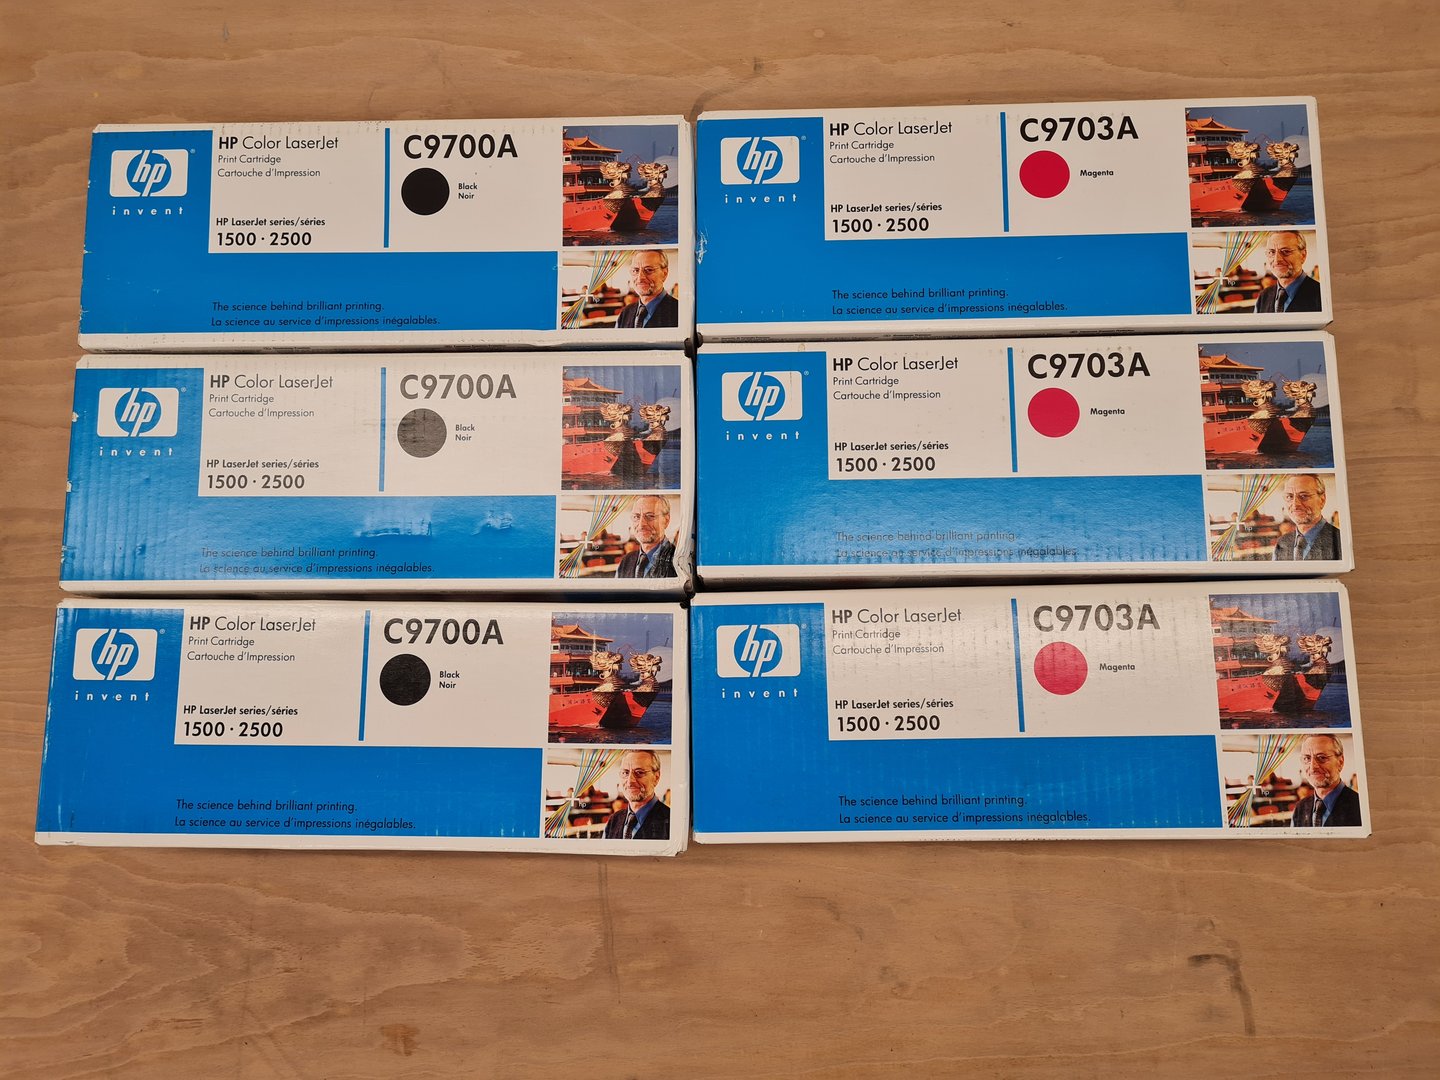 hp
invent
HP Color LaserJet
Print Cartridge
Cartouche d'Impression
HP LaserJet series/séries
1500 · 2500
C9700A
Black
Noir
The science behind brilliant printing.
La science au service d'impressions inégalables.
hp
invent
HP Color LaserJet
Print Cartridge
Cartouche d'Impression
HP LaserJet series/séries
1500 · 2500
C9703A
Magenta
The science behind brilliant printing.
La science au service d'impressions inégalables.
hp
invent
HP Color LaserJet
Print Cartridge
Cartouche d'Impression
HP LaserJet series/séries
1500 · 2500
C9700A
Black
Noir
The science behind brilliant printing.
La science au service d'impressions inégalables.
hp
invent
HP Color LaserJet
Print Cartridge
Cartouche d'Impression
HP LaserJet series/séries
1500 · 2500
C9703A
Magenta
The science behind brilliant printing.
La science au service d'impressions inégalables.
hp
invent
HP Color LaserJet
Print Cartridge
Cartouche d'Impression
HP LaserJet series/séries
1500 · 2500
C9700A
Black
Noir
The science behind brilliant printing.
La science au service d'impressions inégalables.
hp
invent
HP Color LaserJet
Print Cartridge
Cartouche d'Impression
HP LaserJet series/séries
1500 · 2500
C9703A
Magenta
The science behind brilliant printing.
La science au service d'impressions inégalables.